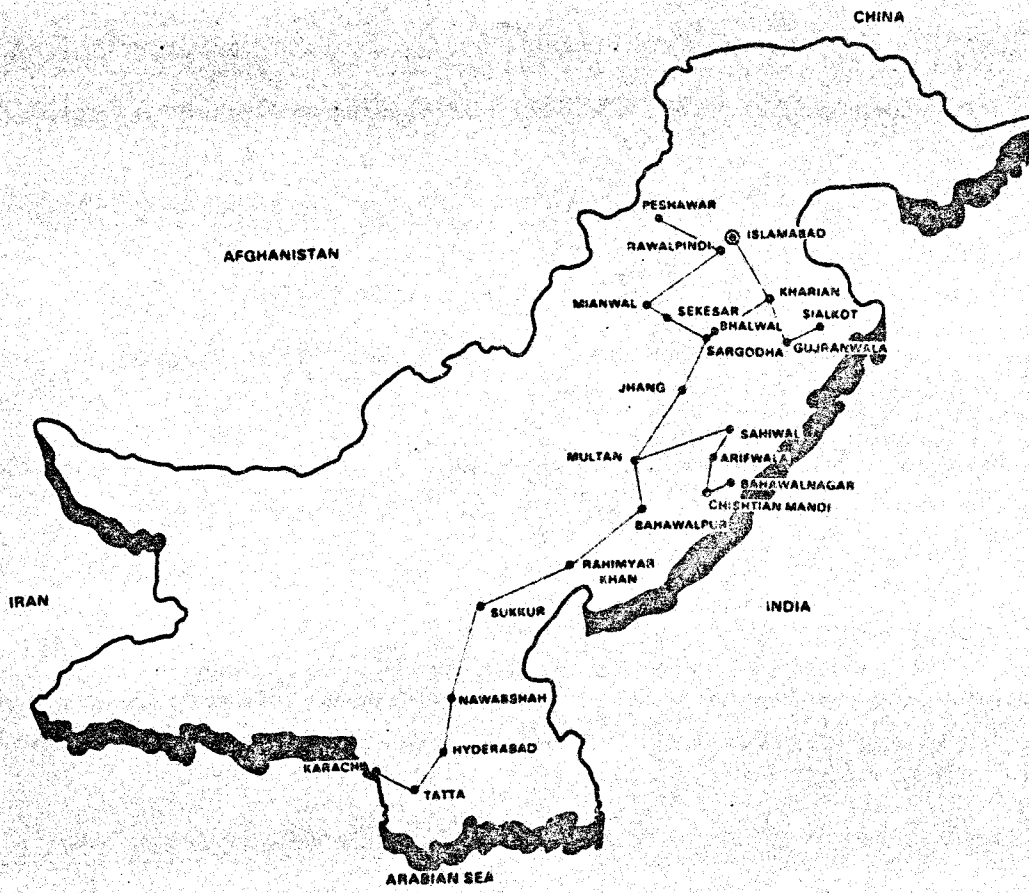 CHINA
PESHAWAR
AFGHANISTAN
ISLAMABAD
RAWALPINDI
KHARIAN
MIANWAL
SEKESAR
SIALKOT
BHALWAL
SARGODHA
GUJRANWALA
JHANG
SAHIWAL
MULTAN
ARIFWALA
BAHAWALNAGAR
CHISHTIAN MANDI
BAHAWALPUR
RAHIMYAR
KHAN
IRAN
SUKKUR
INDIA
NAWABSHAH
HYDERABAD
KARACHI
TATTA
ARABIAN SEA